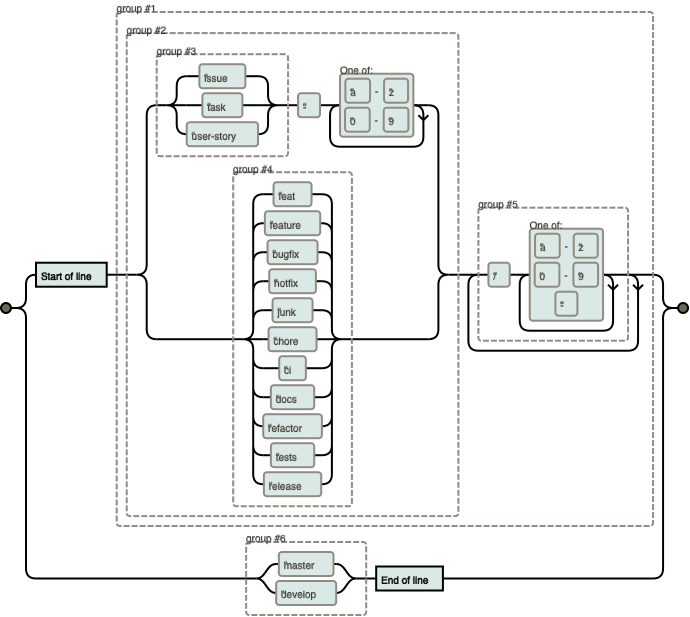 group #1
group #2
group #3
issue
task
user-story
-
One of:
a - z
0 - 9
group #4
feat
feature
bugfix
hotfix
junk
chore
ci
docs
refactor
tests
release
Start of line
group #5
/
One of:
a - z
0 - 9
-
group #6
master
develop
End of line